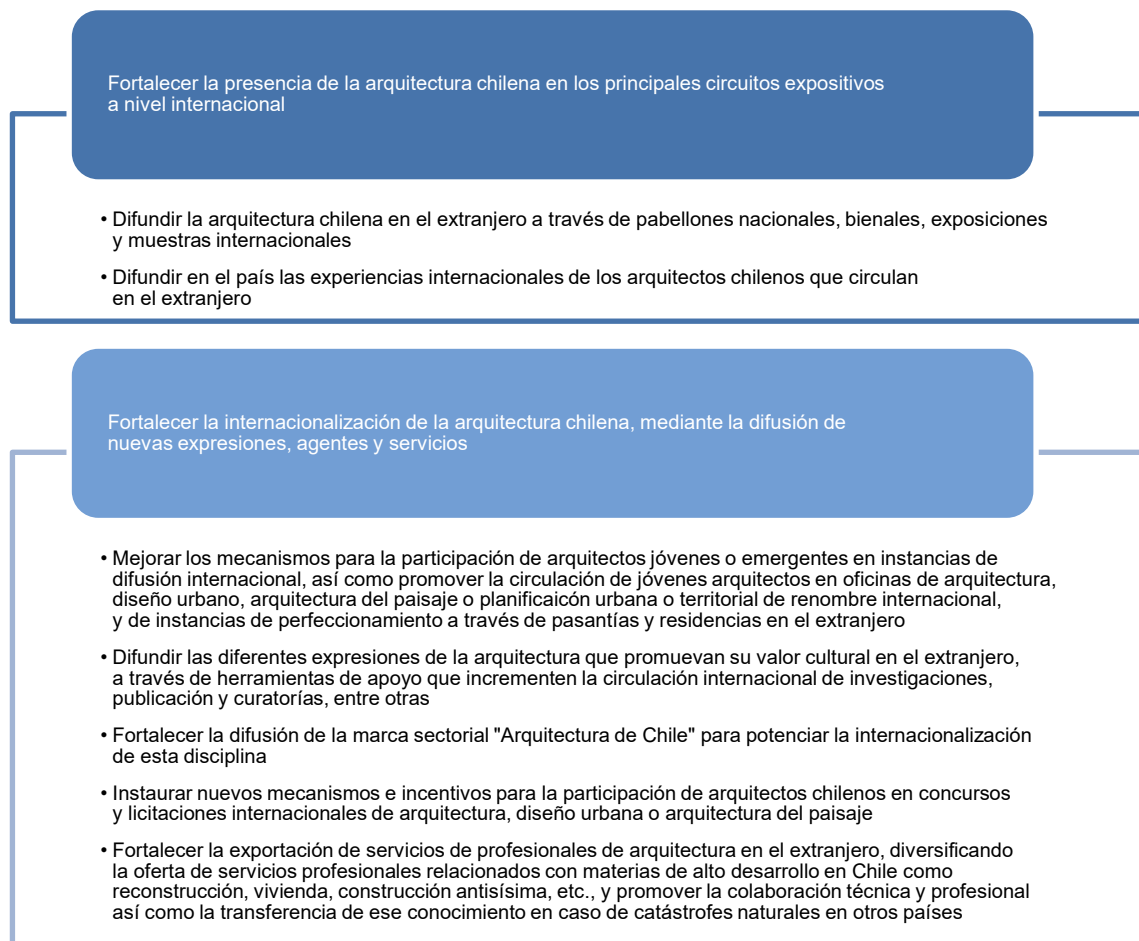 Fortalecer la presencia de la arquitectura chilena en los principales circuitos expositivos
a nivel internacional
• Difundir la arquitectura chilena en el extranjero a través de pabellones nacionales, bienales, exposiciones
y muestras internacionales
• Difundir en el país las experiencias internacionales de los arquitectos chilenos que circulan
en el extranjero
Fortalecer la internacionalización de la arquitectura chilena, mediante la difusión de
nuevas expresiones, agentes y servicios
• Mejorar los mecanismos para la participación de arquitectos jóvenes o emergentes en instancias de
difusión internacional, así como promover la circulación de jóvenes arquitectos en oficinas de arquitectura,
diseño urbano, arquitectura del paisaje o planificaicón urbana o territorial de renombre internacional,
y de instancias de perfeccionamiento a través de pasantías y residencias en el extranjero
• Difundir las diferentes expresiones de la arquitectura que promuevan su valor cultural en el extranjero,
a través de herramientas de apoyo que incrementen la circulación internacional de investigaciones,
publicación y curatorías, entre otras
• Fortalecer la difusión de la marca sectorial "Arquitectura de Chile" para potenciar la internacionalización
de esta disciplina
• Instaurar nuevos mecanismos e incentivos para la participación de arquitectos chilenos en concursos
y licitaciones internacionales de arquitectura, diseño urbana o arquitectura del paisaje
• Fortalecer la exportación de servicios de profesionales de arquitectura en el extranjero, diversificando
la oferta de servicios profesionales relacionados con materias de alto desarrollo en Chile como
reconstrucción, vivienda, construcción antisísima, etc., y promover la colaboración técnica y profesional
así como la transferencia de ese conocimiento en caso de catástrofes naturales en otros países